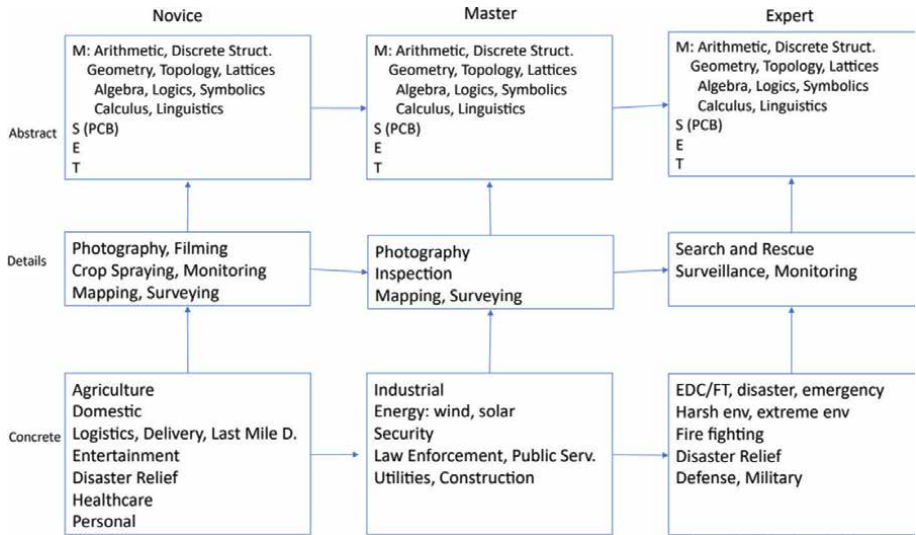 Novice
Master
Expert
Abstract
M: Arithmetic, Discrete Struct.
Geometry, Topology, Lattices
Algebra, Logics, Symbolics
Calculus, Linguistics
S (PCB)
E
T
M: Arithmetic, Discrete Struct.
Geometry, Topology, Lattices
Algebra, Logics, Symbolics
Calculus, Linguistics
S (PCB)
E
T
M: Arithmetic, Discrete Struct.
Geometry, Topology, Lattices
Algebra, Logics, Symbolics
Calculus, Linguistics
S (PCB)
E
T
Details
Photography, Filming
Crop Spraying, Monitoring
Mapping, Surveying
Photography
Inspection
Mapping, Surveying
Search and Rescue
Surveillance, Monitoring
Concrete
Agriculture
Domestic
Logistics, Delivery, Last Mile D.
Entertainment
Disaster Relief
Healthcare
Personal
Industrial
Energy: wind, solar
Security
Law Enforcement, Public Serv.
Utilities, Construction
EDC/FT, disaster, emergency
Harsh env, extreme env
Fire fighting
Disaster Relief
Defense, Military